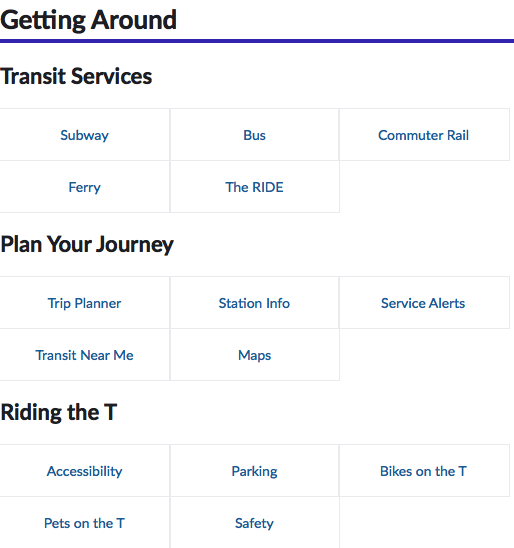 Getting Around
Transit Services
Subway Bus Commuter Rail
Ferry The RIDE
Plan Your Journey
Trip Planner Station Info Service Alerts
Transit Near Me Maps
Riding the T
Accessibility Parking Bikes on the T
Pets on the T Safety